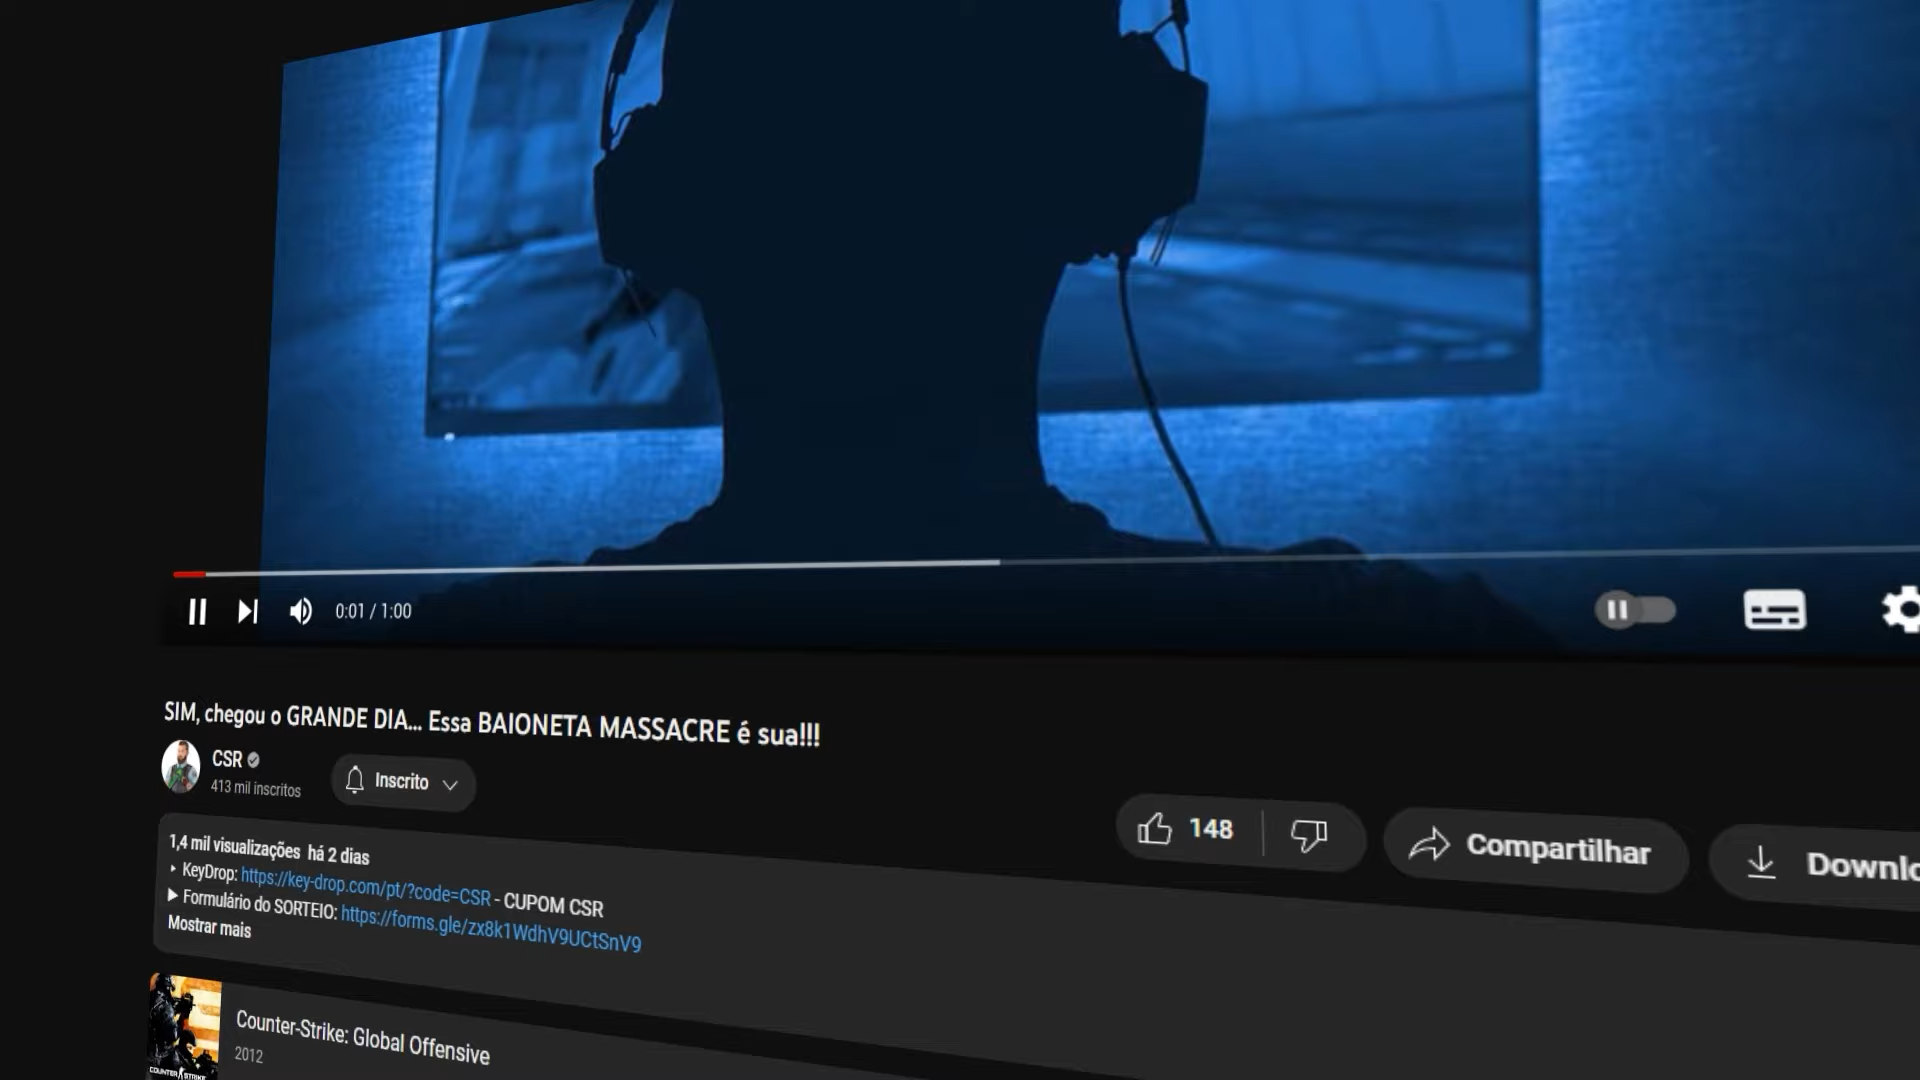 0:01 / 1:00
SIM, chegou o GRANDE DIA... Essa BAIONETA MASSACRE é sua!!!
CSR
413 mil inscritos
Inscrito
148
Compartilhar
Downlo
1,4 mil visualizações há 2 dias
‣ KeyDrop: https://key-drop.com/pt/?code=CSR - CUPOM CSR
► Formulário do SORTEIO: https://forms.gle/zx8k1WdhV9UCtSnV9
Mostrar mais
Counter-Strike: Global Offensive
2012
COUNTER STRIKE